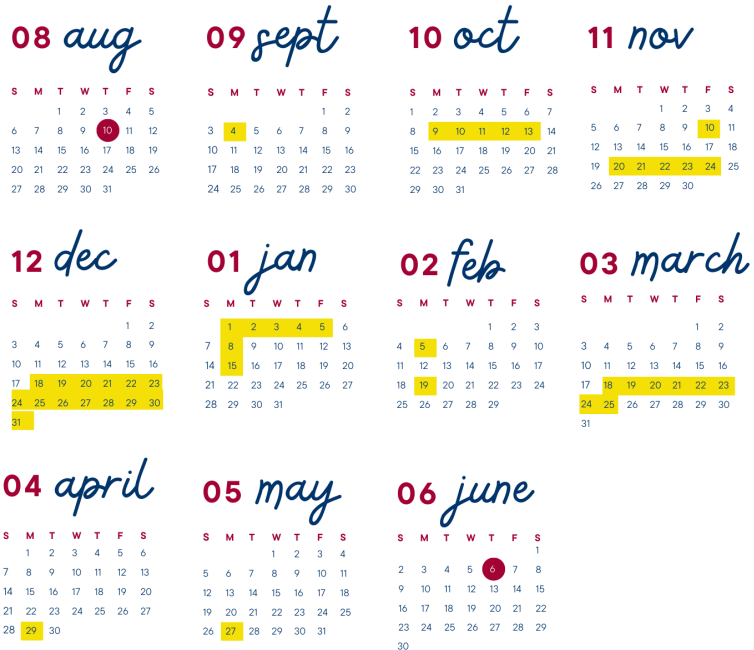 08 aug
S M T W T F S
1 2 3 4 5
6 7 8 9 10 11 12
13 14 15 16 17 18 19
20 21 22 23 24 25 26
27 28 29 30 31
09 sept
S M T W T F S
1 2
3 4 5 6 7 8 9
10 11 12 13 14 15 16
17 18 19 20 21 22 23
24 25 26 27 28 29 30
10 oct
S M T W T F S
1 2 3 4 5 6 7
8 9 10 11 12 13 14
15 16 17 18 19 20 21
22 23 24 25 26 27 28
29 30 31
11 nov
S M T W T F S
1 2 3 4
5 6 7 8 9 10 11
12 13 14 15 16 17 18
19 20 21 22 23 24 25
26 27 28 29 30
12 dec
S M T W T F S
1 2
3 4 5 6 7 8 9
10 11 12 13 14 15 16
17 18 19 20 21 22 23
24 25 26 27 28 29 30
31
01 jan
S M T W T F S
1 2 3 4 5 6
7 8 9 10 11 12 13
14 15 16 17 18 19 20
21 22 23 24 25 26 27
28 29 30 31
02 feb
S M T W T F S
1 2 3
4 5 6 7 8 9 10
11 12 13 14 15 16 17
18 19 20 21 22 23 24
25 26 27 28 29
03 march
S M T W T F S
1 2
3 4 5 6 7 8 9
10 11 12 13 14 15 16
17 18 19 20 21 22 23
24 25 26 27 28 29 30
31
04 april
S M T W T F S
1 2 3 4 5 6
7 8 9 10 11 12 13
14 15 16 17 18 19 20
21 22 23 24 25 26 27
28 29 30
05 may
S M T W T F S
1 2 3 4
5 6 7 8 9 10 11
12 13 14 15 16 17 18
19 20 21 22 23 24 25
26 27 28 29 30 31
06 june
S M T W T F S
1
2 3 4 5 6 7 8
9 10 11 12 13 14 15
16 17 18 19 20 21 22
23 24 25 26 27 28 29
30